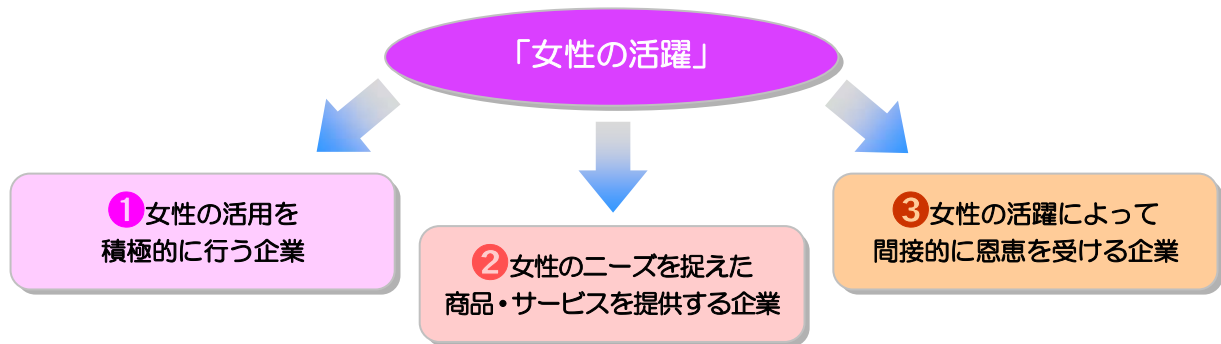 「女性の活躍」
❶女性の活用を
積極的に行う企業
❷女性のニーズを捉えた
商品・サービスを提供する企業
❸女性の活躍によって
間接的に恩恵を受ける企業